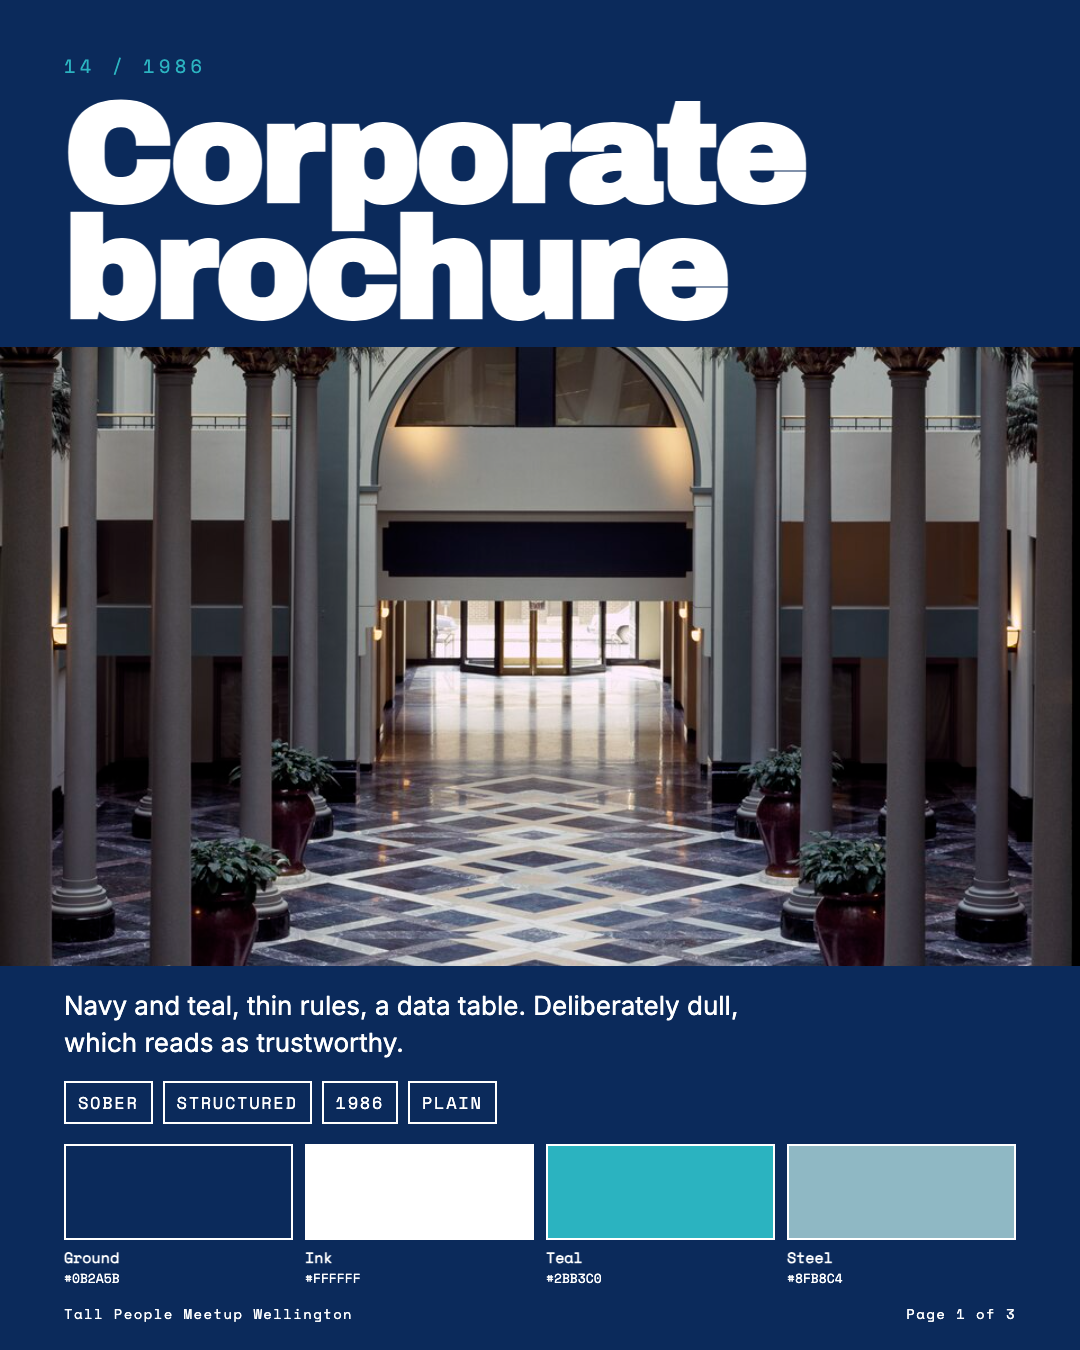 14 / 1986
Corporate
brochure
Navy and teal, thin rules, a data table. Deliberately dull,
which reads as trustworthy.
SOBER STRUCTURED 1986 PLAIN
Ground Ink Teal Steel
#0B2A5B #FFFFFF #2BB3C0 #8FB8C4
Tall People Meetup Wellington Page 1 of 3